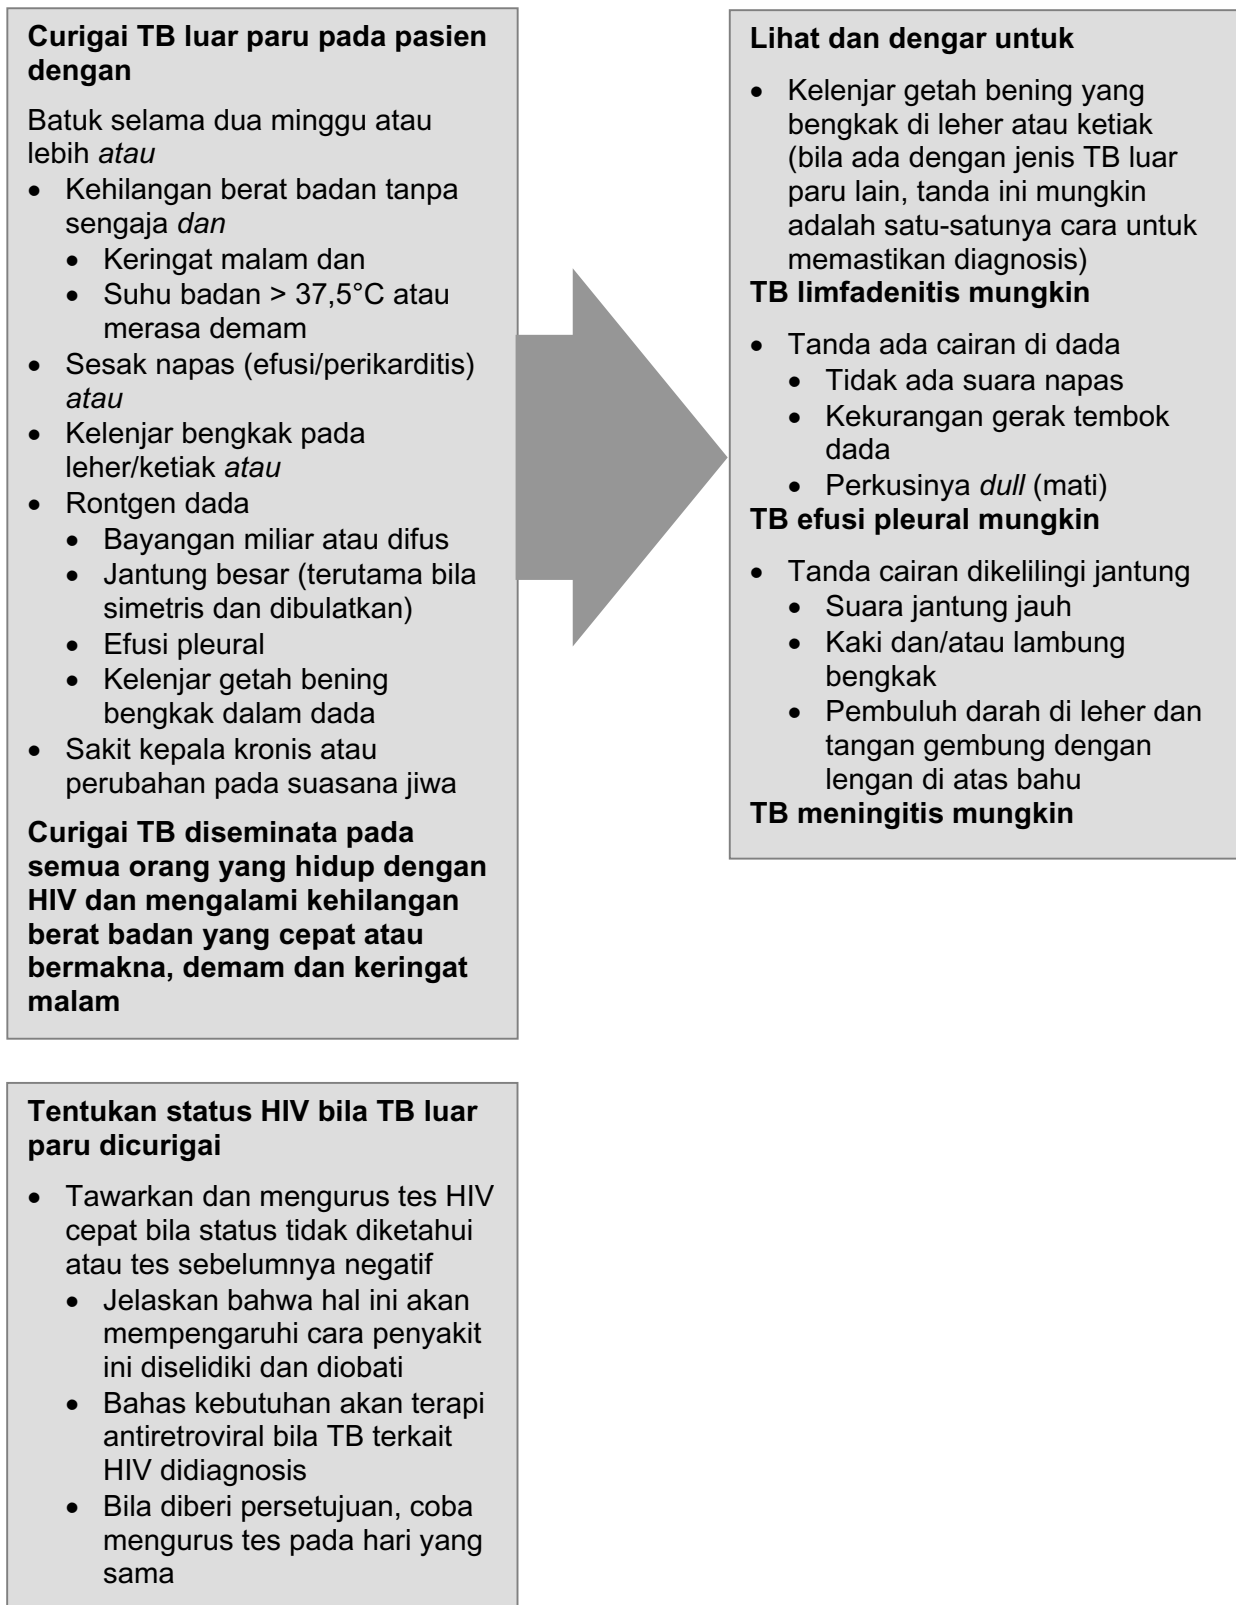 Curigai TB luar paru pada pasien
dengan
Batuk selama dua minggu atau
lebih atau
• Kehilangan berat badan tanpa
sengaja dan
• Keringat malam dan
• Suhu badan > 37,5°C atau
merasa demam
• Sesak napas (efusi/perikarditis)
atau
• Kelenjar bengkak pada
leher/ketiak atau
• Rontgen dada
• Bayangan miliar atau difus
• Jantung besar (terutama bila
simetris dan dibulatkan)
• Efusi pleural
• Kelenjar getah bening
bengkak dalam dada
• Sakit kepala kronis atau
perubahan pada suasana jiwa
Curigai TB diseminata pada
semua orang yang hidup dengan
HIV dan mengalami kehilangan
berat badan yang cepat atau
bermakna, demam dan keringat
malam
Lihat dan dengar untuk
• Kelenjar getah bening yang
bengkak di leher atau ketiak
(bila ada dengan jenis TB luar
paru lain, tanda ini mungkin
adalah satu-satunya cara untuk
memastikan diagnosis)
TB limfadenitis mungkin
• Tanda ada cairan di dada
• Tidak ada suara napas
• Kekurangan gerak tembok
dada
• Perkusinya dull (mati)
TB efusi pleural mungkin
• Tanda cairan dikelilingi jantung
• Suara jantung jauh
• Kaki dan/atau lambung
bengkak
• Pembuluh darah di leher dan
tangan gembung dengan
lengan di atas bahu
TB meningitis mungkin
Tentukan status HIV bila TB luar
paru dicurigai
• Tawarkan dan mengurus tes HIV
cepat bila status tidak diketahui
atau tes sebelumnya negatif
• Jelaskan bahwa hal ini akan
mempengaruhi cara penyakit
ini diselidiki dan diobati
• Bahas kebutuhan akan terapi
antiretroviral bila TB terkait
HIV didiagnosis
• Bila diberi persetujuan, coba
mengurus tes pada hari yang
sama